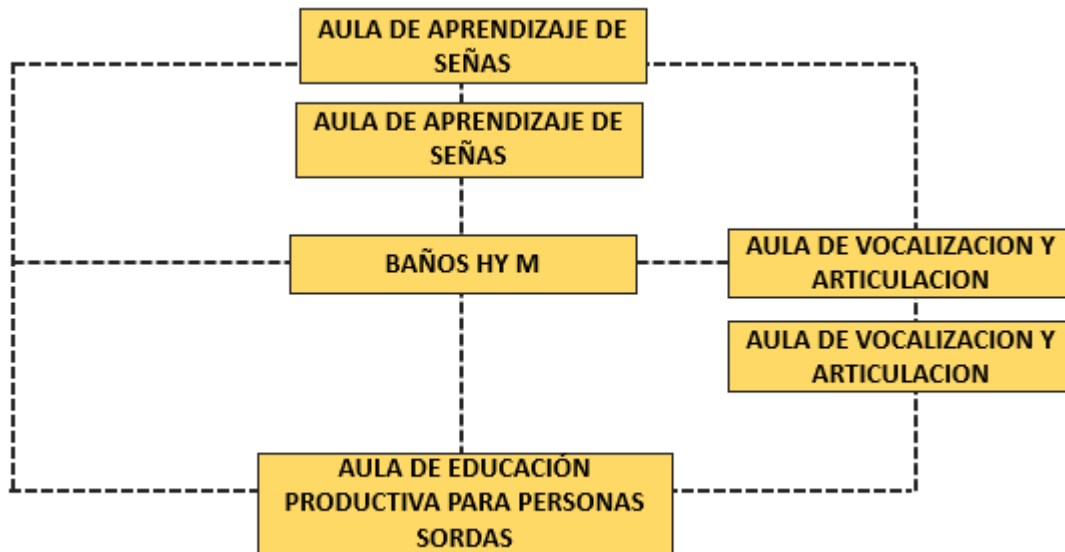 AULA DE APRENDIZAJE DE
SEÑAS
AULA DE APRENDIZAJE DE
SEÑAS
BAÑOS HY M
AULA DE VOCALIZACION Y
ARTICULACION
AULA DE VOCALIZACION Y
ARTICULACION
AULA DE EDUCACIÓN
PRODUCTIVA PARA PERSONAS
SORDAS